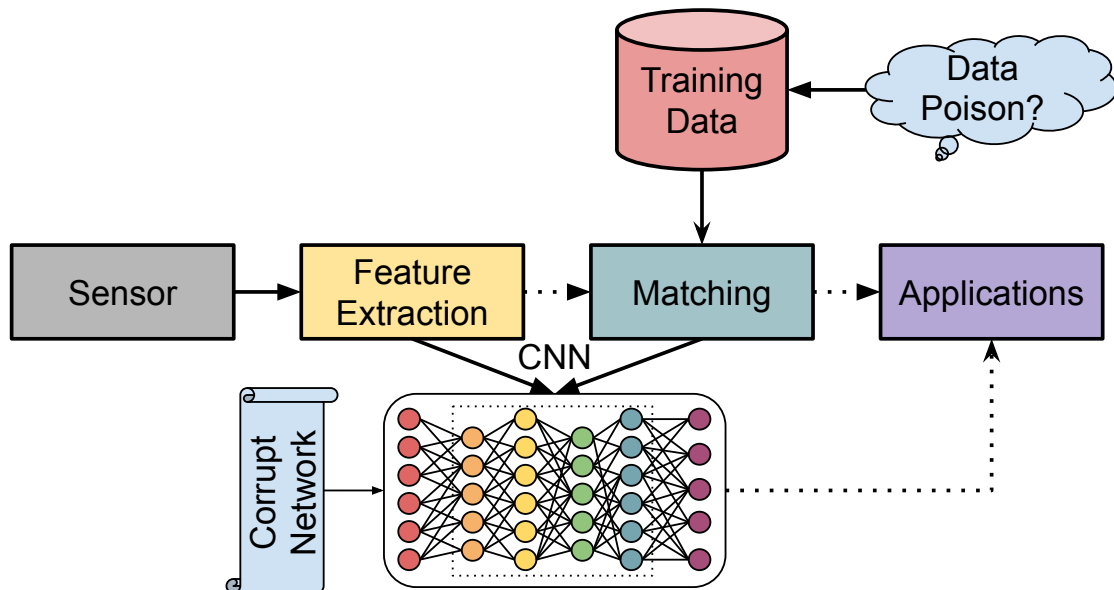 Training
Data
Data
Poison?
Sensor
Feature
Extraction
Matching
Applications
CNN
Corrupt
Network